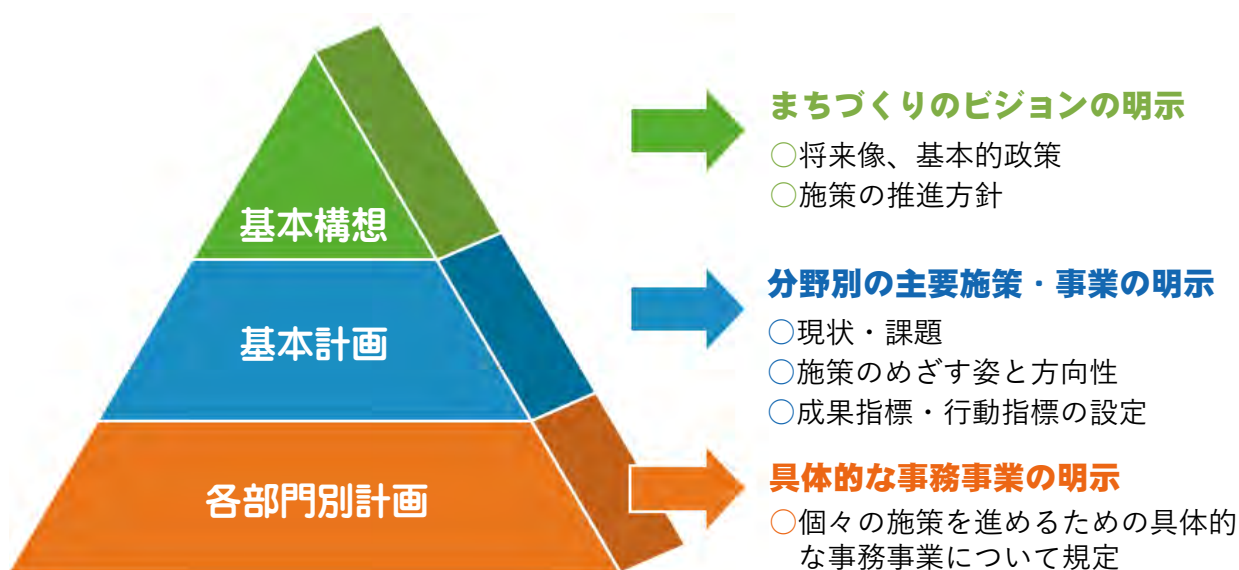 基本構想
まちづくりのビジョンの明示
○将来像、基本的政策
○施策の推進方針
基本計画
分野別の主要施策・事業の明示
○現状・課題
○施策のめざす姿と方向性
○成果指標・行動指標の設定
各部門別計画
具体的な事務事業の明示
○個々の施策を進めるための具体的
な事務事業について規定